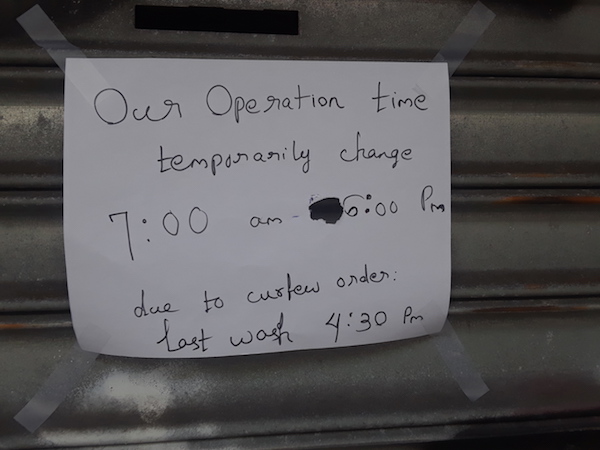 Our Operation time
temporarily change
7:00 am - 6:00 Pm
due to curfew order:
Last wash 4:30 Pm